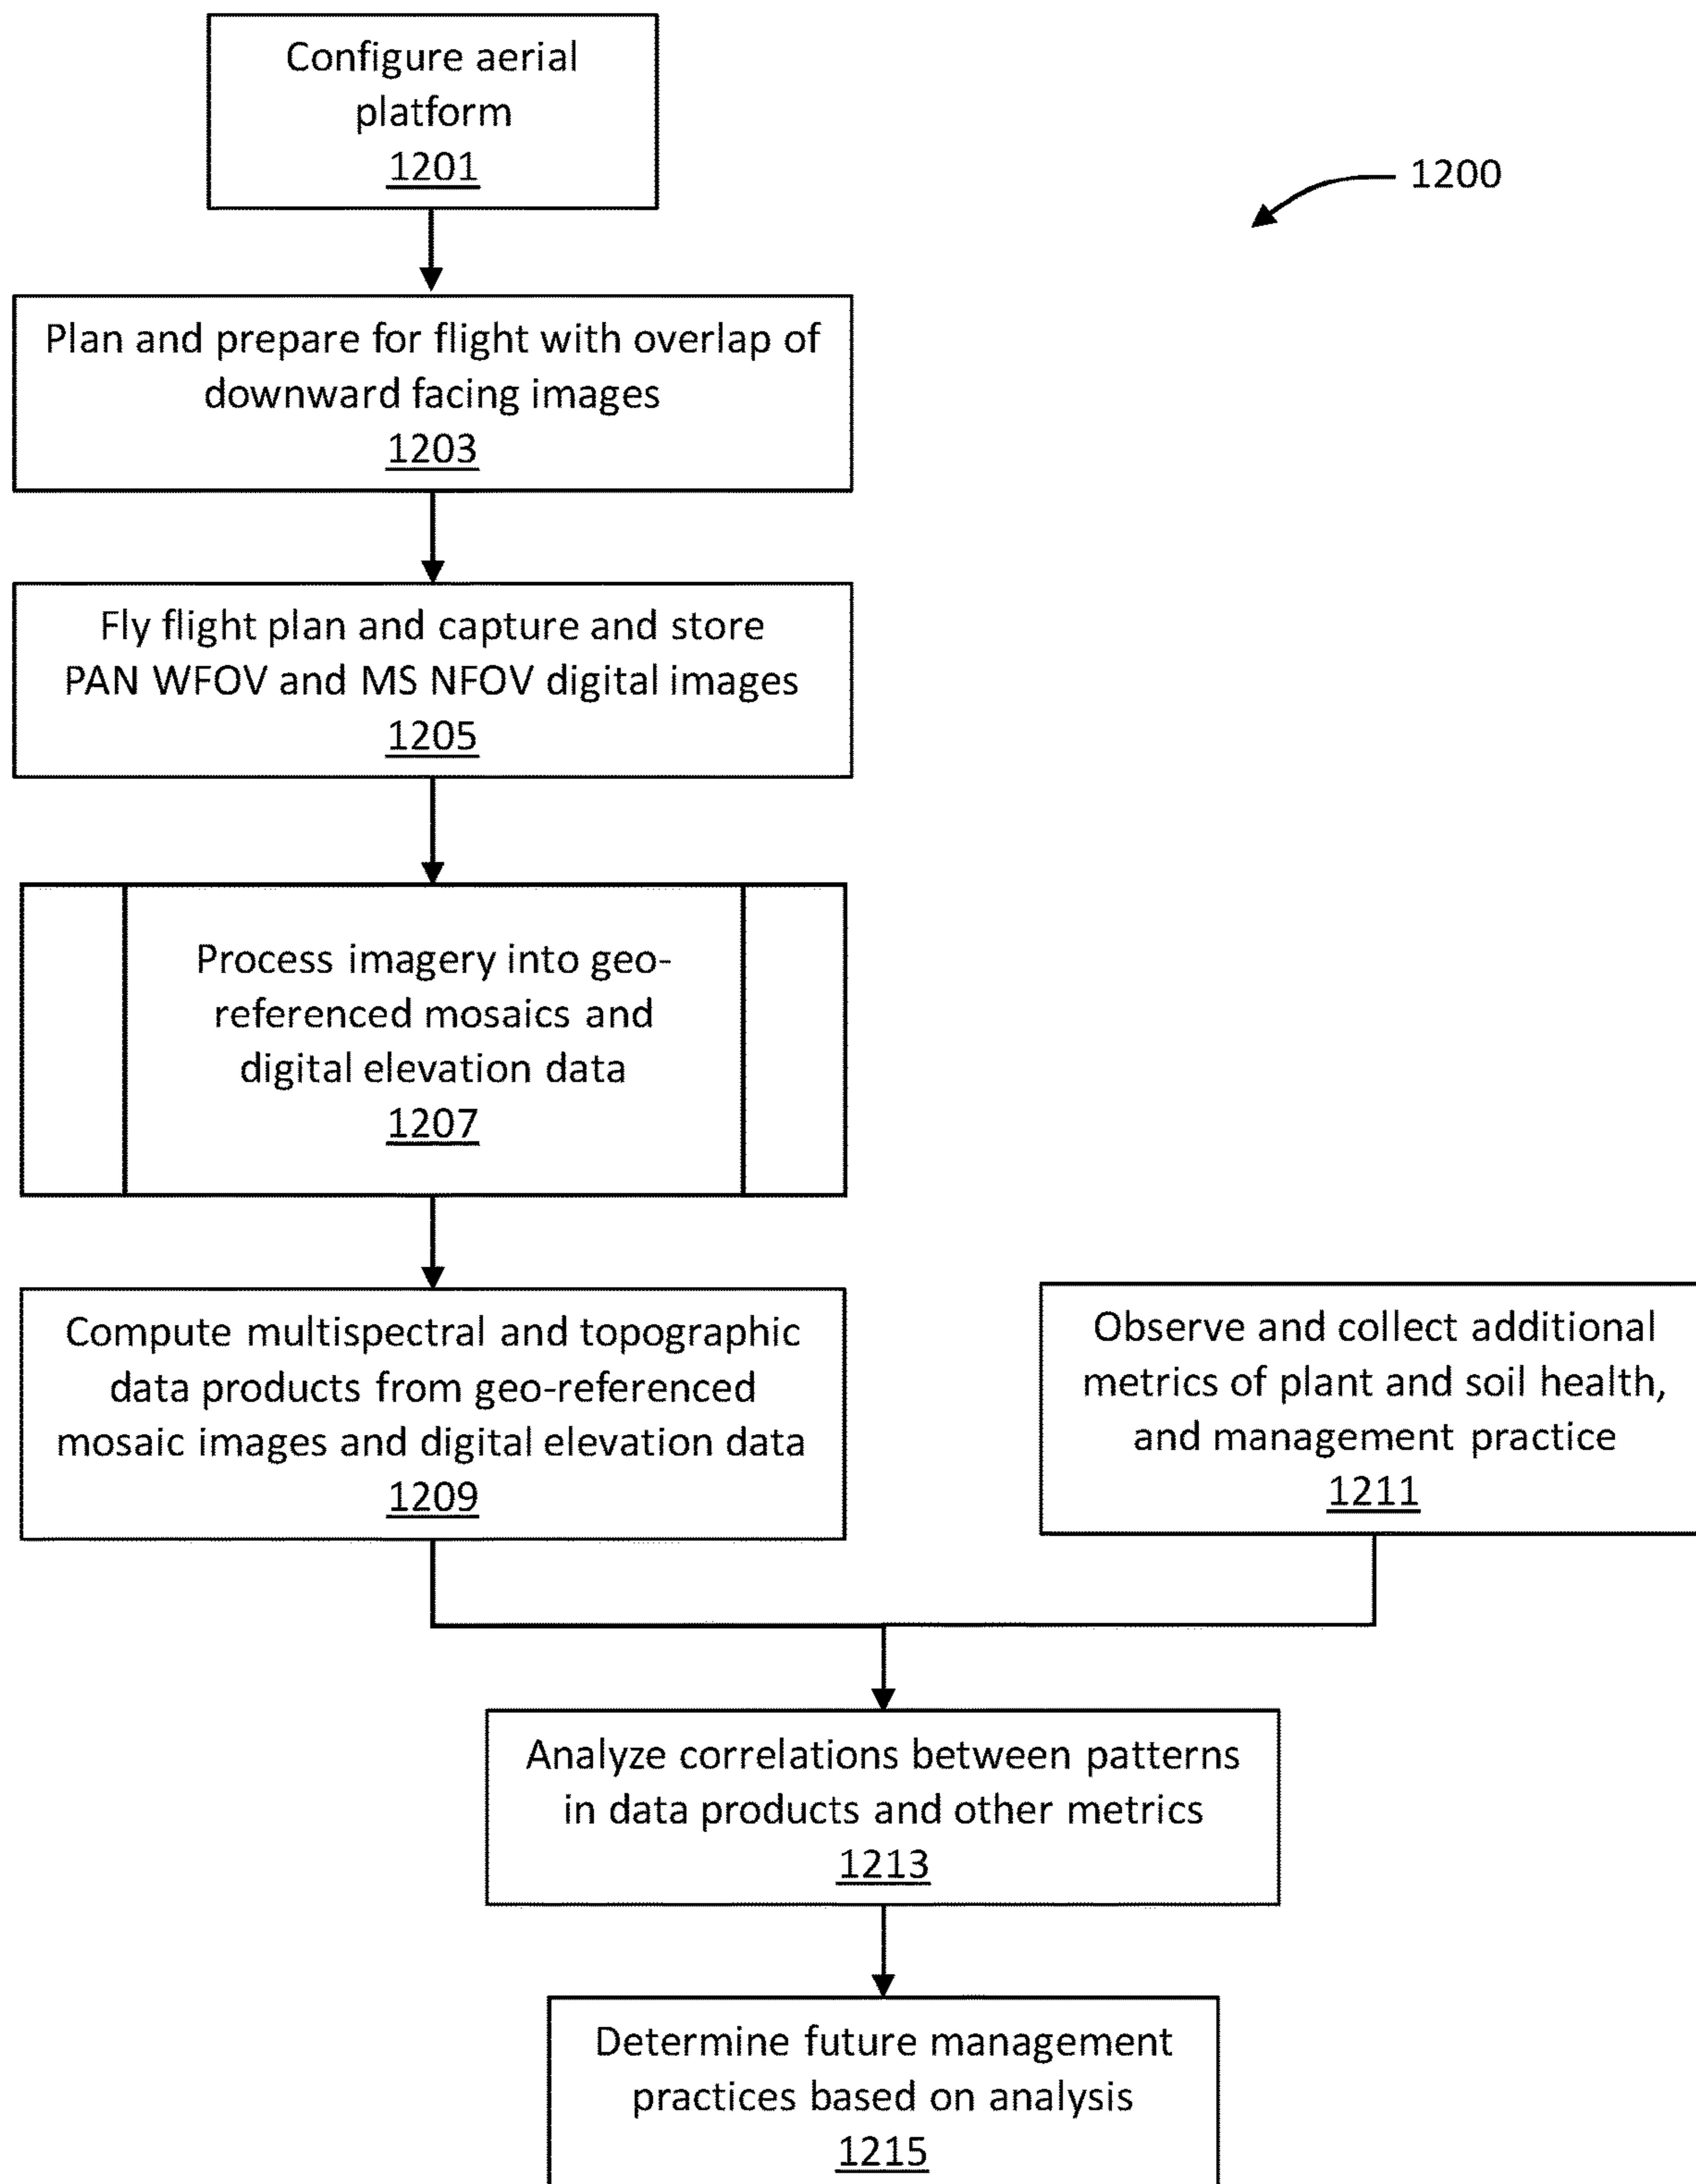 Configure aerial
platform
1201
1200
Plan and prepare for flight with overlap of
downward facing images
1203
Fly flight plan and capture and store
PAN WFOV and MS NFOV digital images
1205
Process imagery into geo-
referenced mosaics and
digital elevation data
1207
Compute multispectral and topographic
data products from geo-referenced
mosaic images and digital elevation data
1209
Observe and collect additional
metrics of plant and soil health,
and management practice
1211
Analyze correlations between patterns
in data products and other metrics
1213
Determine future management
practices based on analysis
1215